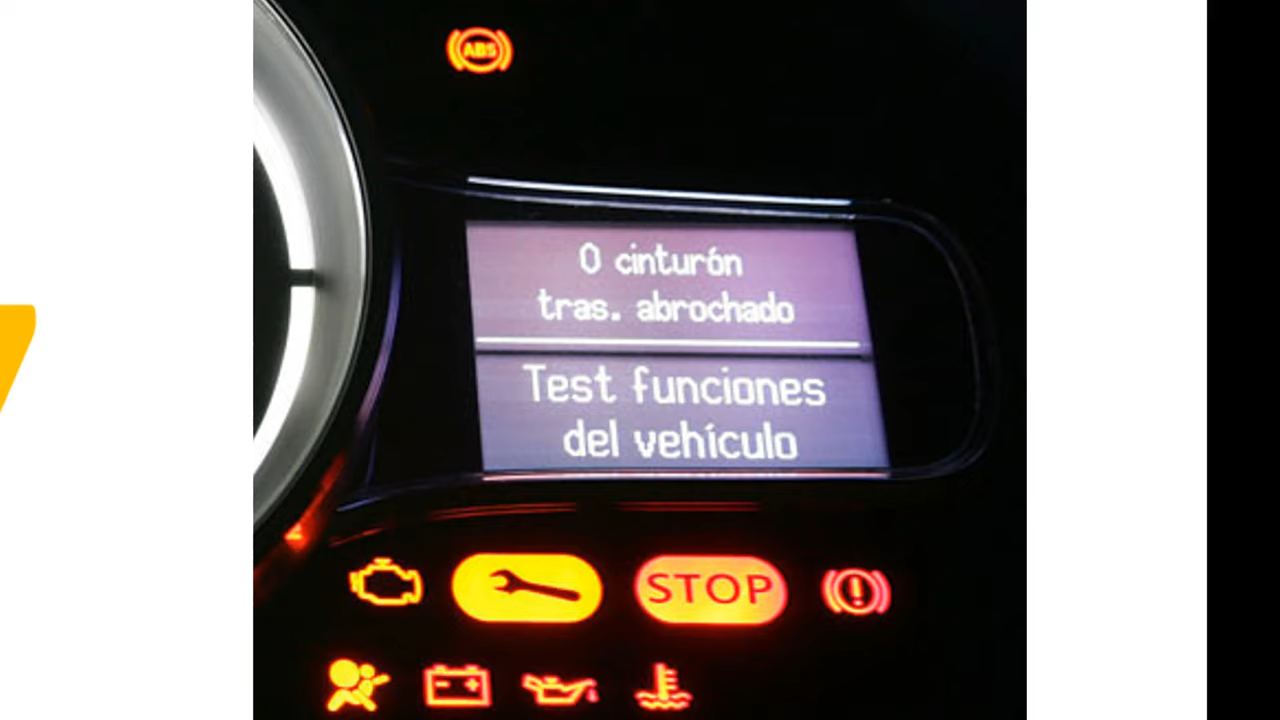 ABS
0 cinturón
tras. abrochado
Test funciones
del vehículo
STOP